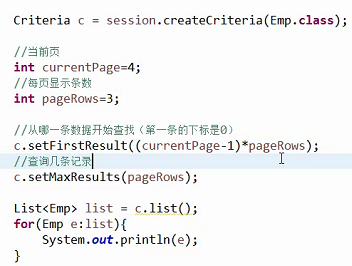 Criteria c = session.createCriteria(Emp.class);
//当前页
int currentPage=4;
//每页显示条数
int pageRows=3;
//从哪一条数据开始查找（第一条的下标是0）
c.setFirstResult((currentPage-1)*pageRows);
//查询几条记录
c.setMaxResults(pageRows);
List<Emp> list = c.list();
for(Emp e:list){
System.out.println(e);
}